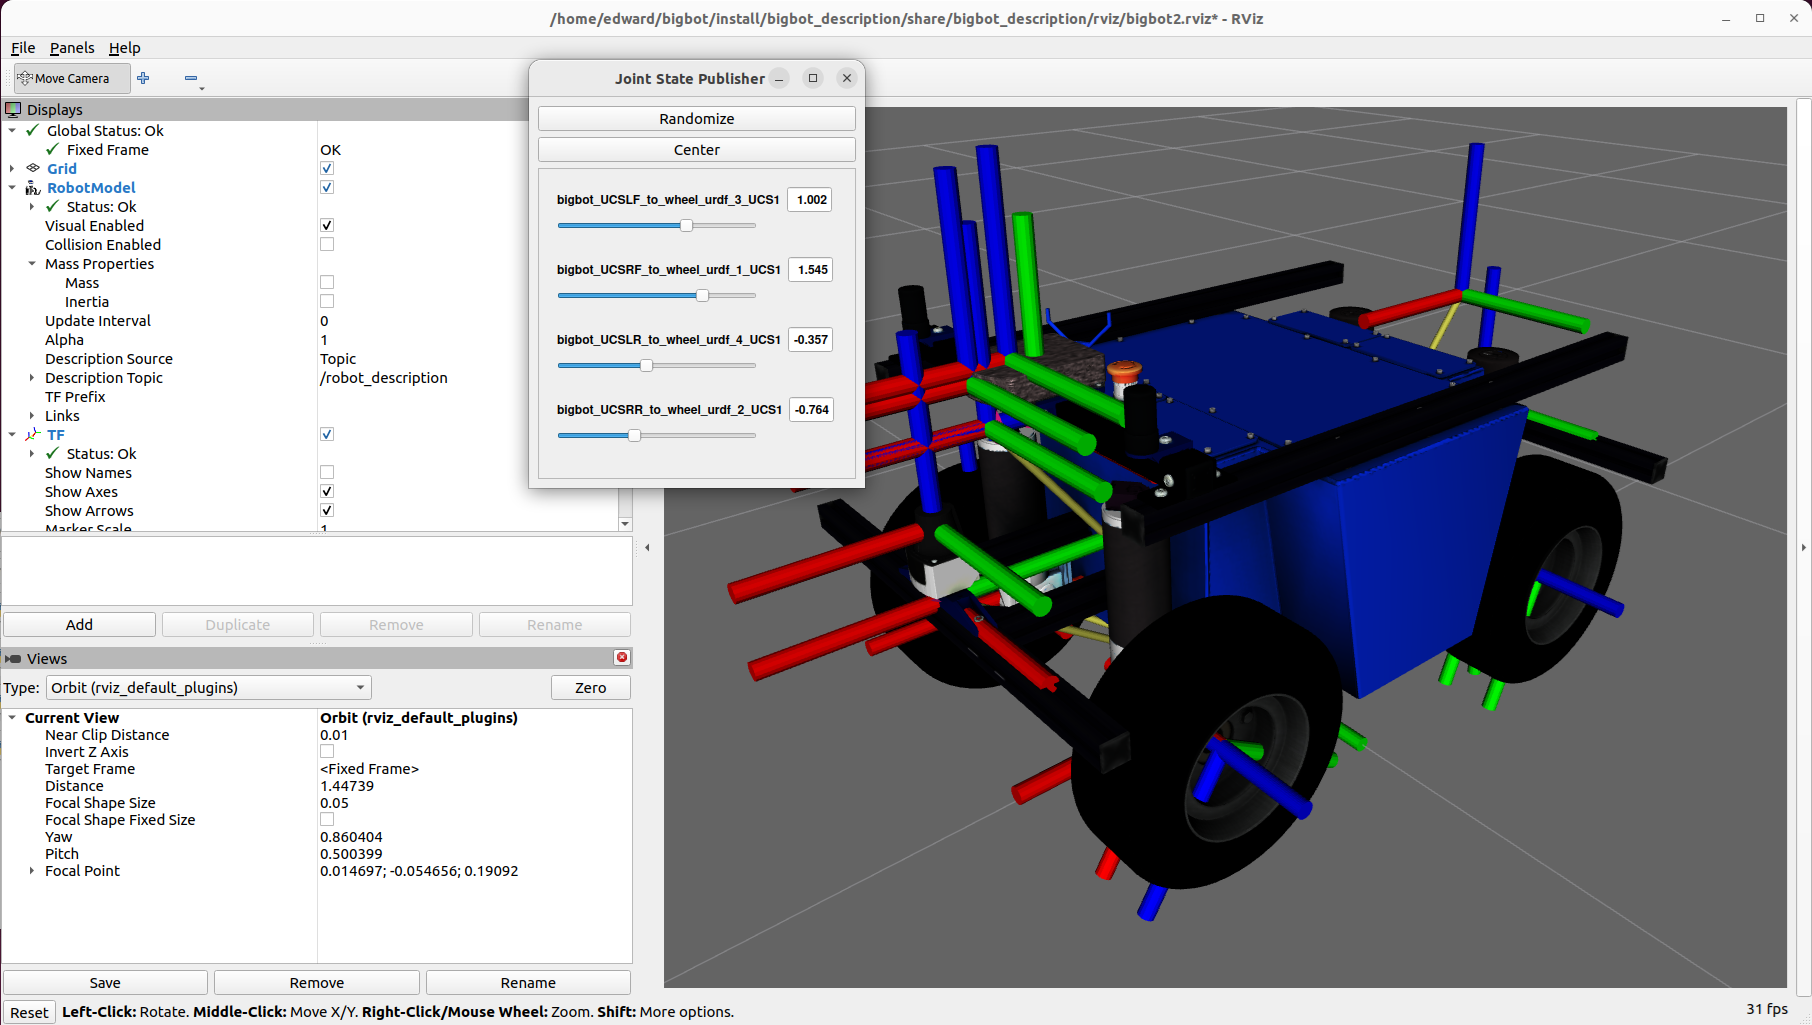 /home/edward/bigbot/install/bigbot_description/share/bigbot_description/rviz/bigbot2.rviz* - RViz
File Panels Help
Move Camera
Displays
Global Status: Ok
Fixed Frame OK
Grid
RobotModel
Status: Ok
Visual Enabled
Collision Enabled
Mass Properties
Mass
Inertia
Update Interval 0
Alpha 1
Description Source Topic
Description Topic /robot_description
TF Prefix
Links
TF
Status: Ok
Show Names
Show Axes
Show Arrows
Marker Scale 1
Add Duplicate Remove Rename
Views
Type: Orbit (rviz_default_plugins) Zero
Current View Orbit (rviz_default_plugins)
Near Clip Distance 0.01
Invert Z Axis
Target Frame <Fixed Frame>
Distance 1.44739
Focal Shape Size 0.05
Focal Shape Fixed Size
Yaw 0.860404
Pitch 0.500399
Focal Point 0.014697; -0.054656; 0.19092
Save Remove Rename
Reset Left-Click: Rotate. Middle-Click: Move X/Y. Right-Click/Mouse Wheel: Zoom. Shift: More options. 31 fps
Joint State Publisher
Randomize
Center
bigbot_UCSLF_to_wheel_urdf_3_UCS1 1.002
bigbot_UCSRF_to_wheel_urdf_1_UCS1 1.545
bigbot_UCSLR_to_wheel_urdf_4_UCS1 -0.357
bigbot_UCSRR_to_wheel_urdf_2_UCS1 -0.764